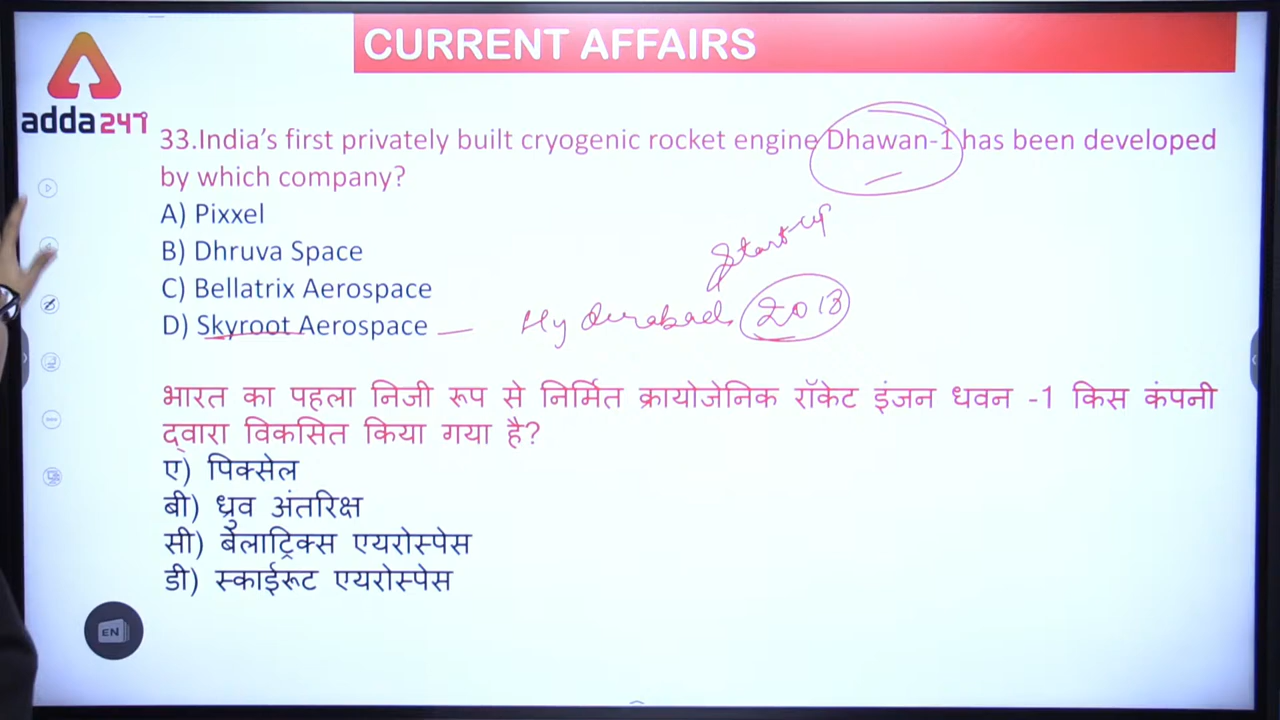 CURRENT AFFAIRS
adda247
33.India’s first privately built cryogenic rocket engine Dhawan-1 has been developed
by which company?
A) Pixxel
B) Dhruva Space
C) Bellatrix Aerospace
D) Skyroot Aerospace
Start-up
Hyderabad, 2018
भारत का पहला निजी रूप से निर्मित क्रायोजेनिक रॉकेट इंजन धवन -1 किस कंपनी
द्वारा विकसित किया गया है?
ए) पिक्सेल
बी) ध्रुव अंतरिक्ष
सी) बेलाट्रिक्स एयरोस्पेस
डी) स्काईरूट एयरोस्पेस
EN